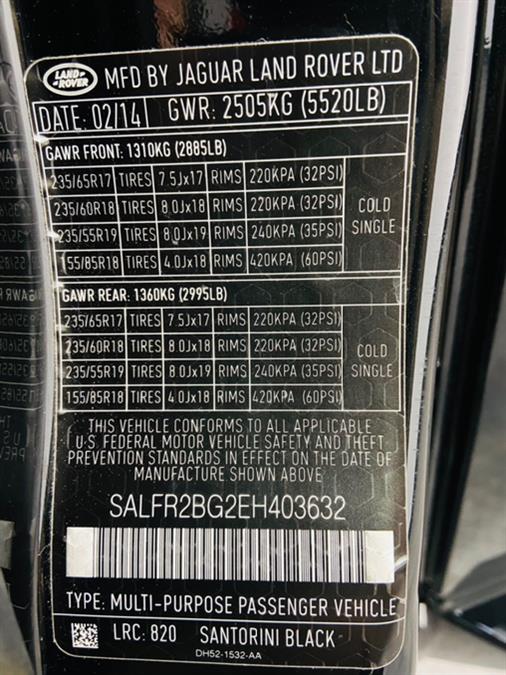 LAND ROVER
MFD BY JAGUAR LAND ROVER LTD
DATE: 02/14 GWR: 2505KG (5520LB)
GAWR FRONT: 1310KG (2885LB)
235/65R17 TIRES 7.5Jx17 RIMS 220KPA (32PSI)
235/60R18 TIRES 8.0Jx18 RIMS 220KPA (32PSI)
235/55R19 TIRES 8.0Jx19 RIMS 240KPA (35PSI)
155/85R18 TIRES 4.0Jx18 RIMS 420KPA (60PSI)
COLD
SINGLE
GAWR REAR: 1360KG (2995LB)
235/65R17 TIRES 7.5Jx17 RIMS 220KPA (32PSI)
235/60R18 TIRES 8.0Jx18 RIMS 220KPA (32PSI)
235/55R19 TIRES 8.0Jx19 RIMS 240KPA (35PSI)
155/85R18 TIRES 4.0Jx18 RIMS 420KPA (60PSI)
COLD
SINGLE
THIS VEHICLE CONFORMS TO ALL APPLICABLE
U.S. FEDERAL MOTOR VEHICLE SAFETY AND THEFT
PREVENTION STANDARDS IN EFFECT ON THE DATE OF
MANUFACTURE SHOWN ABOVE
SALFR2BG2EH403632
TYPE: MULTI-PURPOSE PASSENGER VEHICLE
LRC: 820 SANTORINI BLACK
DH52-1532-AA